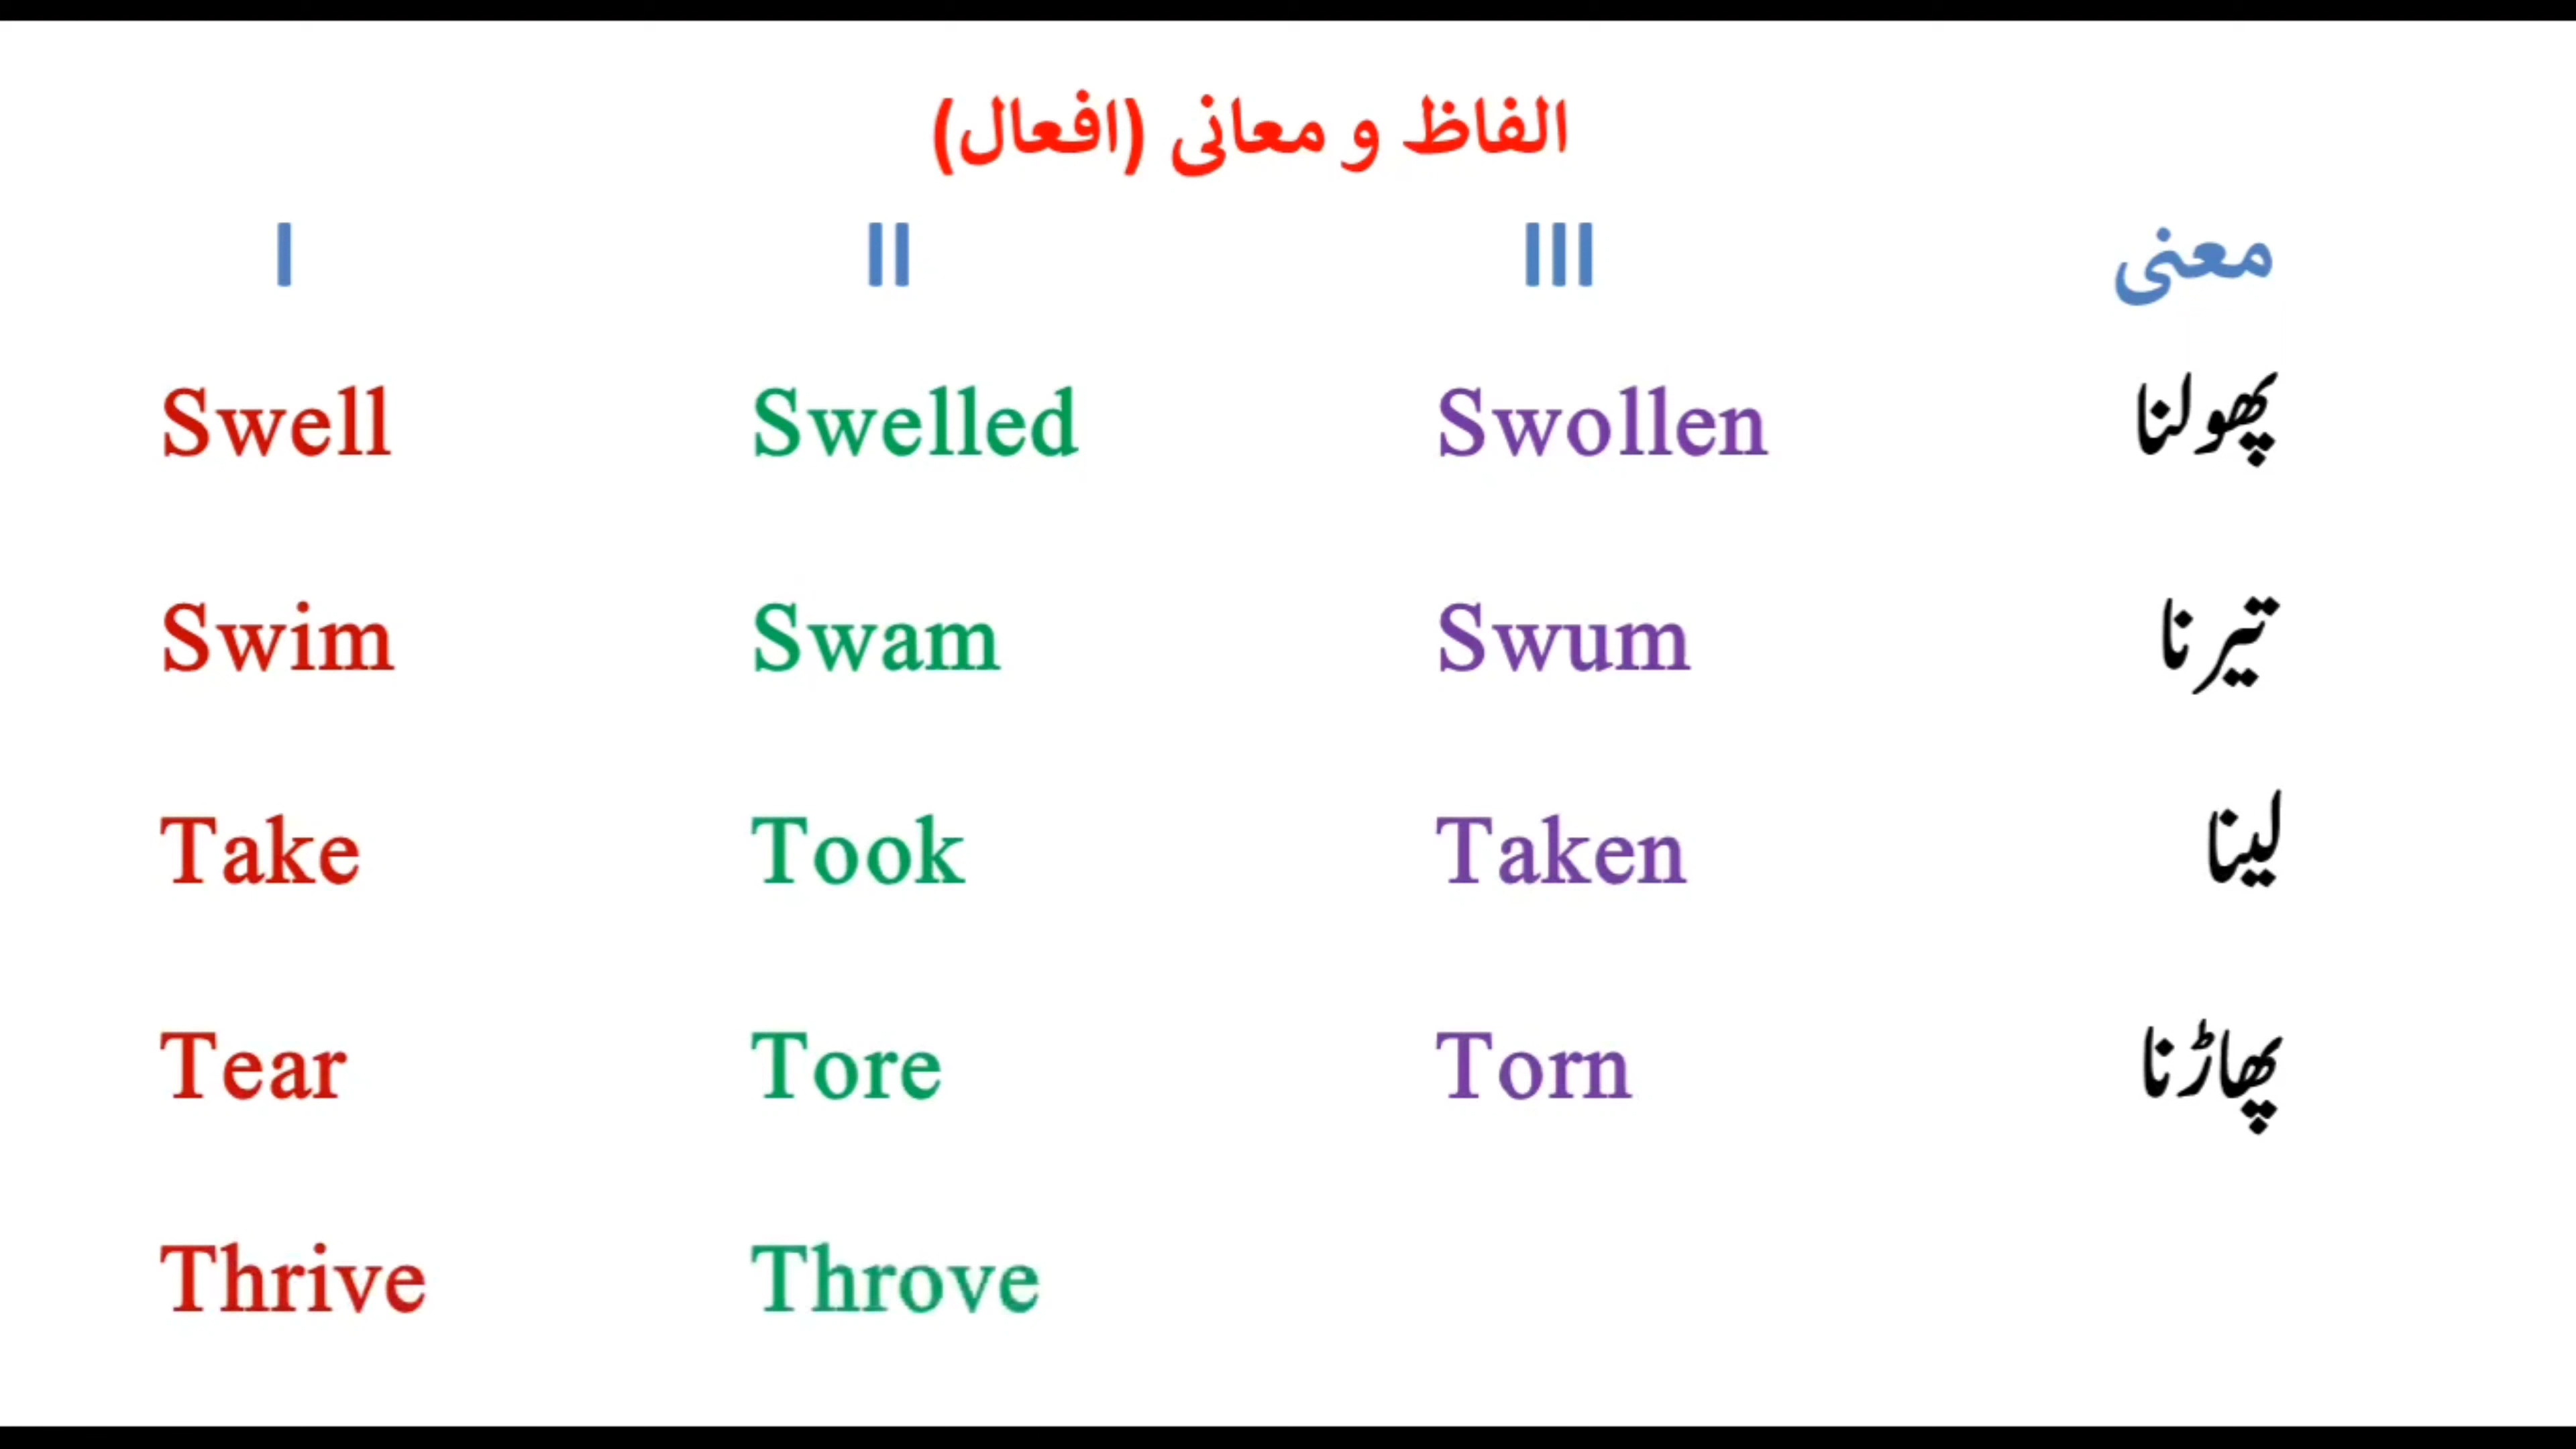 الفاظ و معانی (افعال)
I II III معنی
Swell Swelled Swollen پھولنا
Swim Swam Swum تیرنا
Take Took Taken لینا
Tear Tore Torn پھاڑنا
Thrive Throve